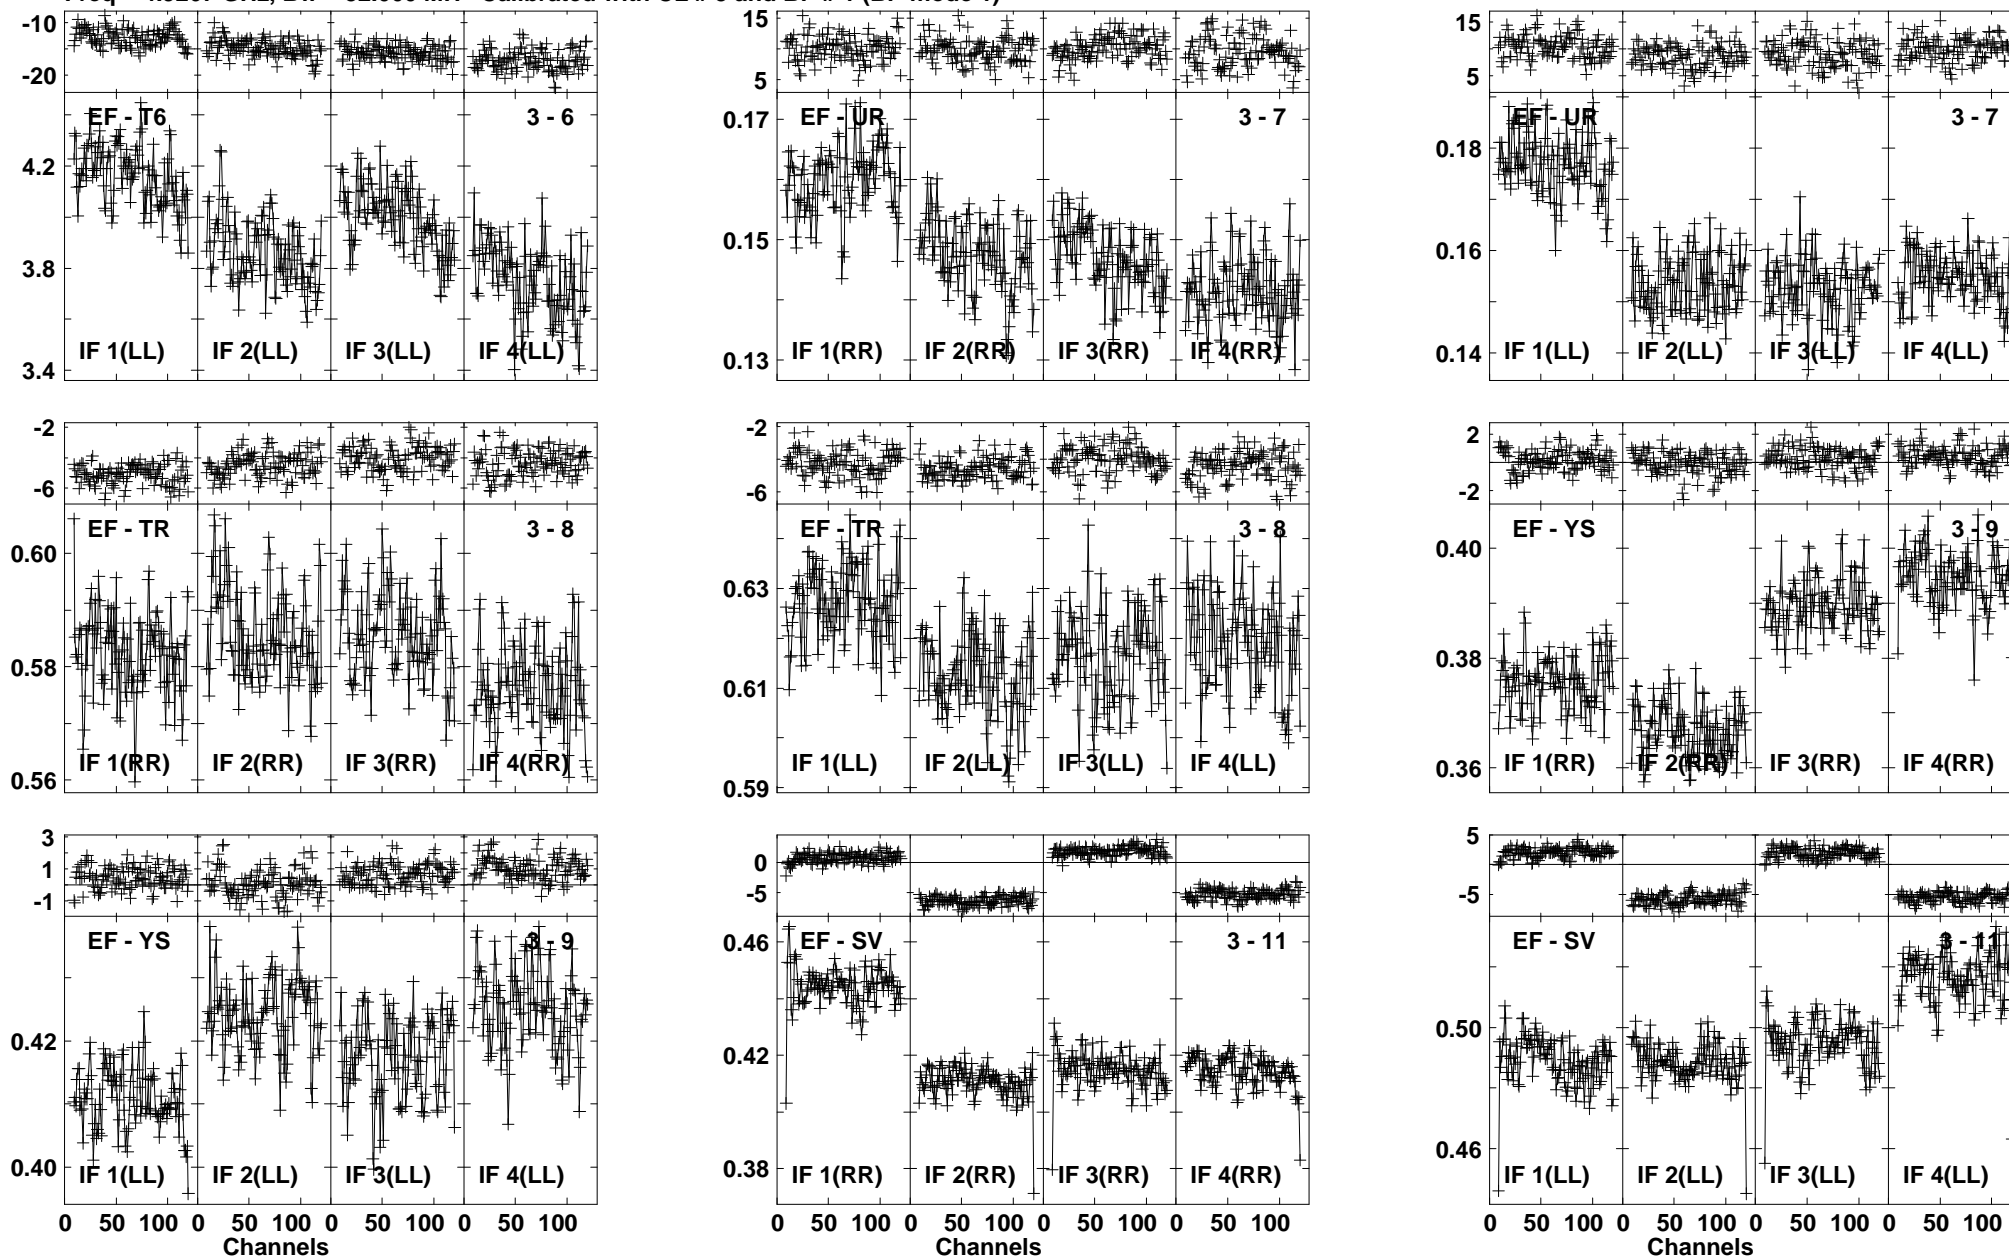 -10
-20
EF - T6 3 - 6
4.2
3.8
3.4
IF 1(LL) IF 2(LL) IF 3(LL) IF 4(LL)
15
5
EF - UR 3 - 7
0.17
0.15
0.13
IF 1(RR) IF 2(RR) IF 3(RR) IF 4(RR)
15
5
EF - UR 3 - 7
0.18
0.16
0.14
IF 1(LL) IF 2(LL) IF 3(LL) IF 4(LL)
-2
-6
EF - TR 3 - 8
0.60
0.58
0.56
IF 1(RR) IF 2(RR) IF 3(RR) IF 4(RR)
-2
-6
EF - TR 3 - 8
0.63
0.61
0.59
IF 1(LL) IF 2(LL) IF 3(LL) IF 4(LL)
2
-2
EF - YS 3 - 9
0.40
0.38
0.36
IF 1(RR) IF 2(RR) IF 3(RR) IF 4(RR)
3
1
-1
EF - YS 3 - 9
0.42
0.40
IF 1(LL) IF 2(LL) IF 3(LL) IF 4(LL)
0 50 100 0 50 100 0 50 100 0 50 100
Channels
0
-5
EF - SV 3 - 11
0.46
0.42
0.38
IF 1(RR) IF 2(RR) IF 3(RR) IF 4(RR)
0 50 100 0 50 100 0 50 100 0 50 100
Channels
5
-5
EF - SV 3 - 11
0.50
0.46
IF 1(LL) IF 2(LL) IF 3(LL) IF 4(LL)
0 50 100 0 50 100 0 50 100 0 50 100
Channels